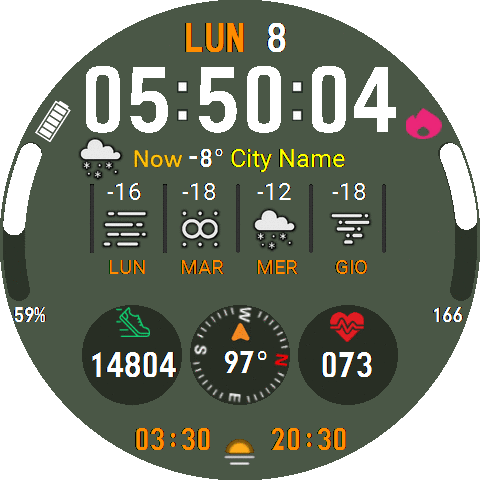 LUN 8
05:50:04
Now -8° City Name
-16 -18 -12 -18
LUN MAR MER GIO
59% 166
14804 97° 073
W
S N
E
03:30 20:30